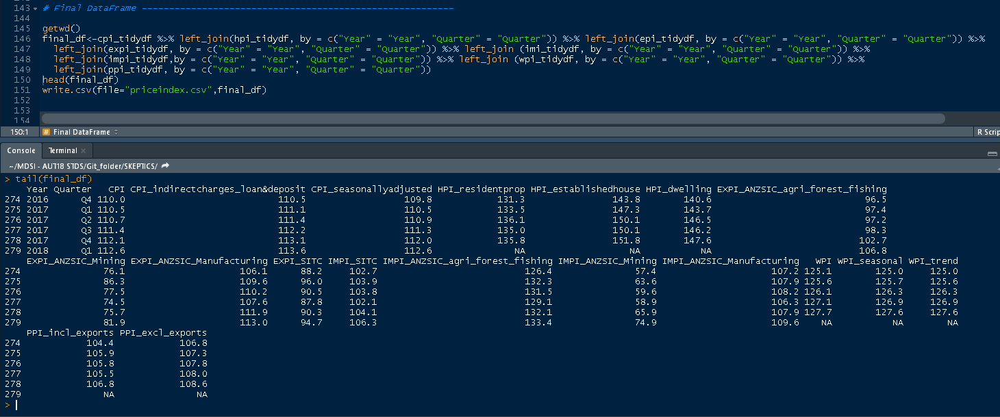 143 # Final DataFrame ---------------------------------------------------------
144
145 getwd()
146 final_df<-cpi_tidydf %>% left_join(hpi_tidydf, by = c("Year" = "Year", "Quarter" = "Quarter")) %>% left_join(epi_tidydf, by = c("Year" = "Year", "Quarter" = "Quarter")) %>%
147 left_join(expi_tidydf, by = c("Year" = "Year", "Quarter" = "Quarter")) %>% left_join (imi_tidydf, by = c("Year" = "Year", "Quarter" = "Quarter")) %>%
148 left_join(impi_tidydf,by = c("Year" = "Year", "Quarter" = "Quarter")) %>% left_join (wpi_tidydf, by = c("Year" = "Year", "Quarter" = "Quarter")) %>%
149 left_join(ppi_tidydf, by = c("Year" = "Year", "Quarter" = "Quarter"))
150 head(final_df)
151 write.csv(file="priceindex.csv",final_df)
152
153
154
150:1 # Final DataFrame R Scrip
Console Terminal ×
~/MDSI - AUT18 STDS/Git_folder/SKEPTICS/
> tail(final_df)
Year Quarter CPI CPI_indirectcharges_loan&deposit CPI_seasonallyadjusted HPI_residentprop HPI_establishedhouse HPI_dwelling EXPI_ANZSIC_agri_forest_fishing
274 2016 Q4 110.0 110.5 109.8 131.3 143.8 140.6 96.5
275 2017 Q1 110.5 111.1 110.5 133.5 147.3 143.7 97.4
276 2017 Q2 110.7 111.4 110.9 136.1 150.1 146.5 97.2
277 2017 Q3 111.4 112.2 111.3 135.0 150.1 146.2 98.3
278 2017 Q4 112.1 113.1 112.0 135.8 151.8 147.6 102.7
279 2018 Q1 112.6 113.6 112.6 NA NA NA 106.8
EXPI_ANZSIC_Mining EXPI_ANZSIC_Manufacturing EXPI_SITC IMPI_SITC IMPI_ANZSIC_agri_forest_fishing IMPI_ANZSIC_Mining IMPI_ANZSIC_Manufacturing WPI WPI_seasonal WPI_trend
274 76.1 106.1 88.2 102.7 126.4 57.4 107.2 125.1 125.0 125.0
275 86.3 109.6 96.0 103.9 132.3 63.6 107.9 125.6 125.7 125.6
276 77.5 110.2 90.5 103.8 131.5 59.6 108.2 126.1 126.3 126.3
277 74.5 107.6 87.8 102.1 129.1 58.9 106.3 127.1 126.9 126.9
278 75.7 111.9 90.3 104.1 132.1 65.9 107.9 127.7 127.6 127.6
279 81.9 113.0 94.7 106.3 133.4 74.9 109.6 NA NA NA
PPI_incl_exports PPI_excl_exports
274 104.4 106.8
275 105.9 107.3
276 105.8 107.8
277 105.5 108.0
278 106.8 108.6
279 NA NA
>